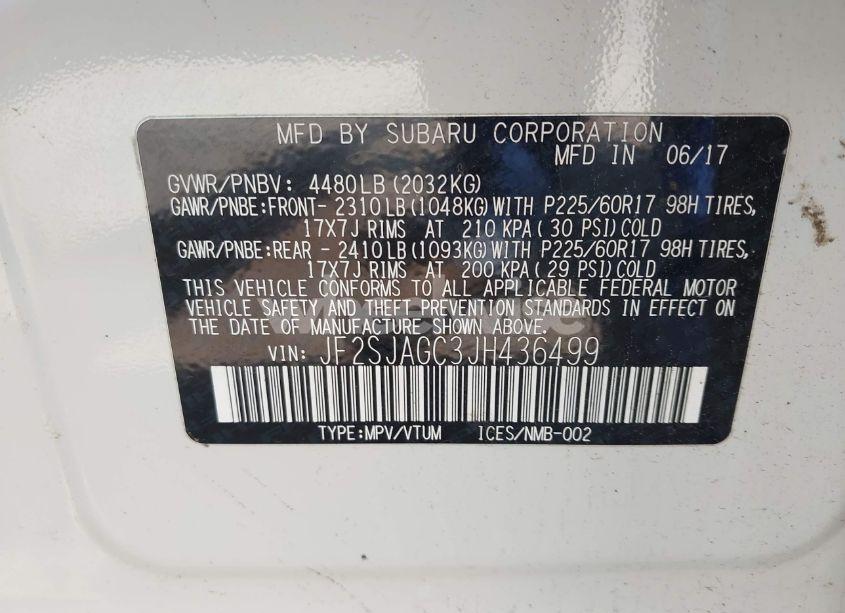 MFD BY SUBARU CORPORATION
MFD IN 06/17
GVWR/PNBV: 4480LB(2032KG)
GAWR/PNBE:FRONT- 2310LB(1048KG)WITH P225/60R17 98H TIRES,
17X7J RIMS AT 210 KPA( 30 PSI)COLD
GAWR/PNBE:REAR - 2410LB(1093KG)WITH P225/60R17 98H TIRES,
17X7J RIMS AT 200 KPA( 29 PSI)COLD
THIS VEHICLE CONFORMS TO ALL APPLICABLE FEDERAL MOTOR
VEHICLE SAFETY AND THEFT PREVENTION STANDARDS IN EFFECT ON
THE DATE OF MANUFACTURE SHOWN ABOVE.
VIN: JF2SJAGC3JH436499
TYPE:MPV/VTUM ICES/NMB-002